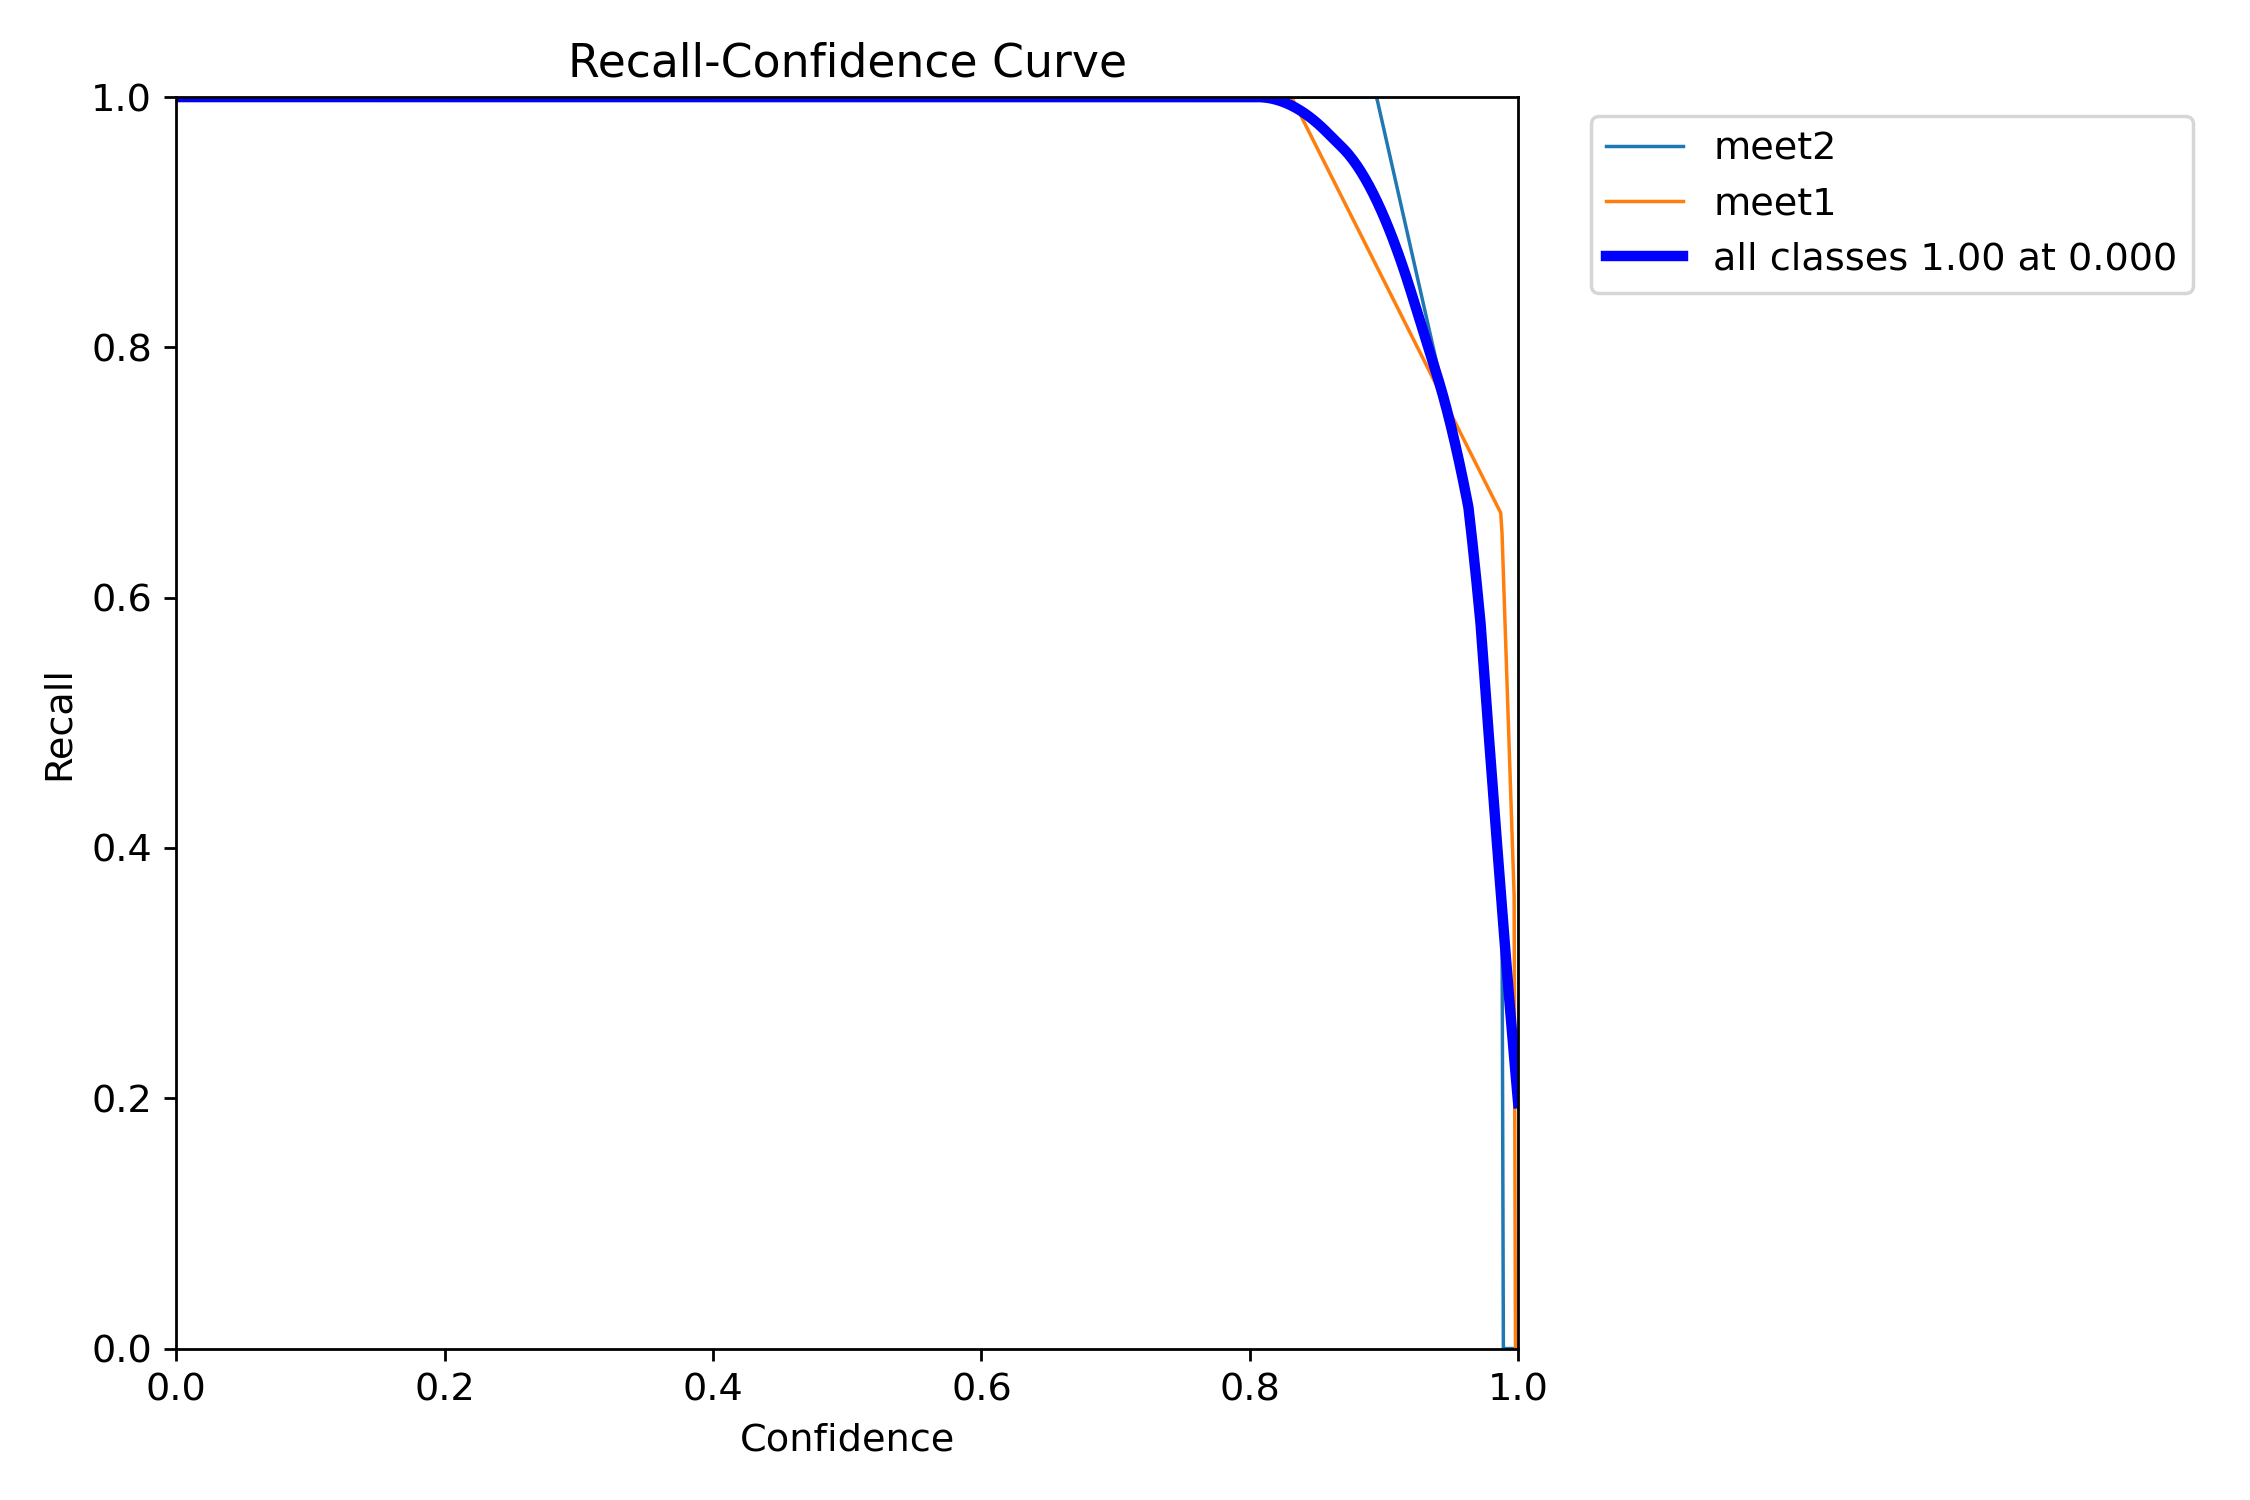 Recall-Confidence Curve
1.0
0.8
0.6
0.4
0.2
0.0
Recall
0.0 0.2 0.4 0.6 0.8 1.0
Confidence
meet2
meet1
all classes 1.00 at 0.000